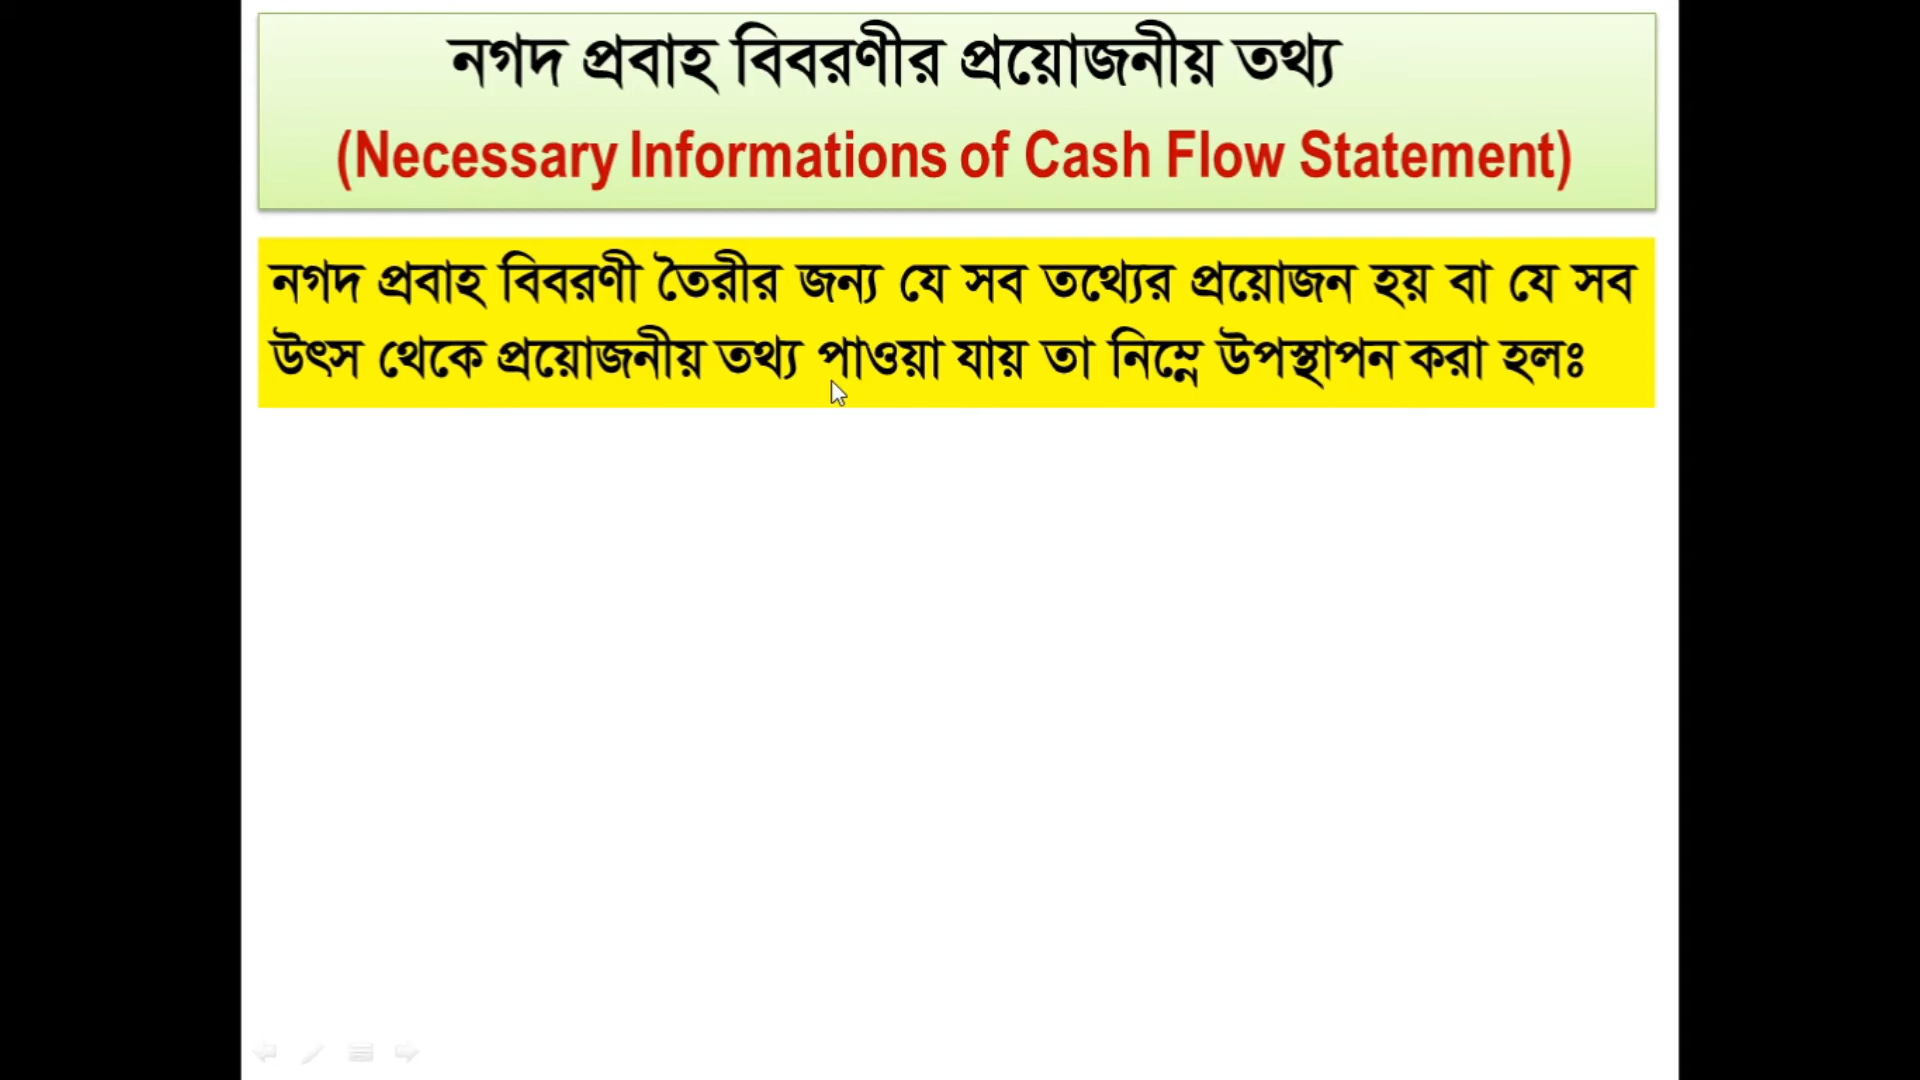 নগদ প্রবাহ বিবরণীর প্রয়োজনীয় তথ্য
(Necessary Informations of Cash Flow Statement)
নগদ প্রবাহ বিবরণী তৈরীর জন্য যে সব তথ্যের প্রয়োজন হয় বা যে সব
উৎস থেকে প্রয়োজনীয় তথ্য পাওয়া যায় তা নিম্নে উপস্থাপন করা হলঃ